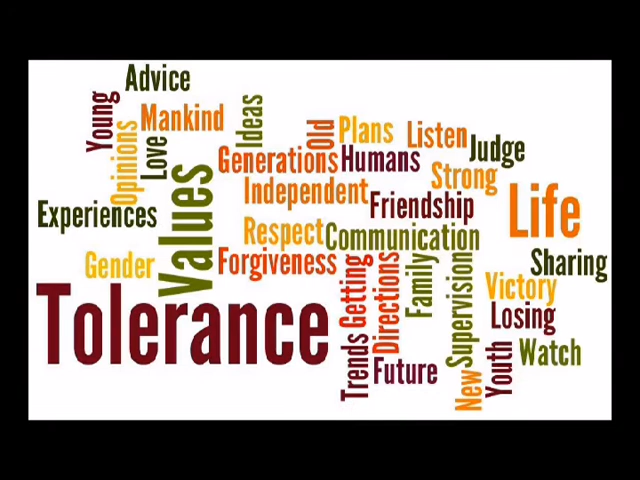 Advice
Young
Mankind
Opinions
Love
Ideas
Old
Plans
Listen
Judge
Generations
Humans
Strong
Values
Independent
Friendship
Life
Experiences
Respect
Communication
Gender
Forgiveness
Sharing
Tolerance
Getting
Directions
Family
Supervision
Victory
Losing
Trends
Future
New
Youth
Watch